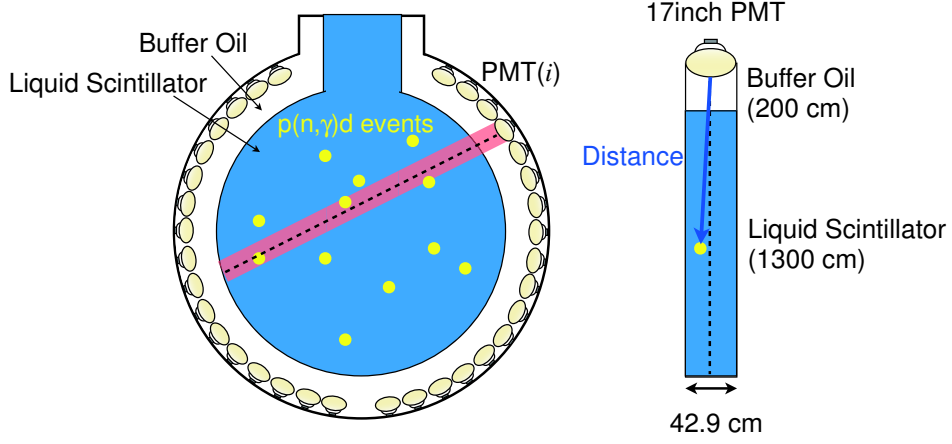 Buffer Oil
Liquid Scintillator
PMT(i)
p(n,γ)d events
17inch PMT
Buffer Oil
(200 cm)
Distance
Liquid Scintillator
(1300 cm)
42.9 cm